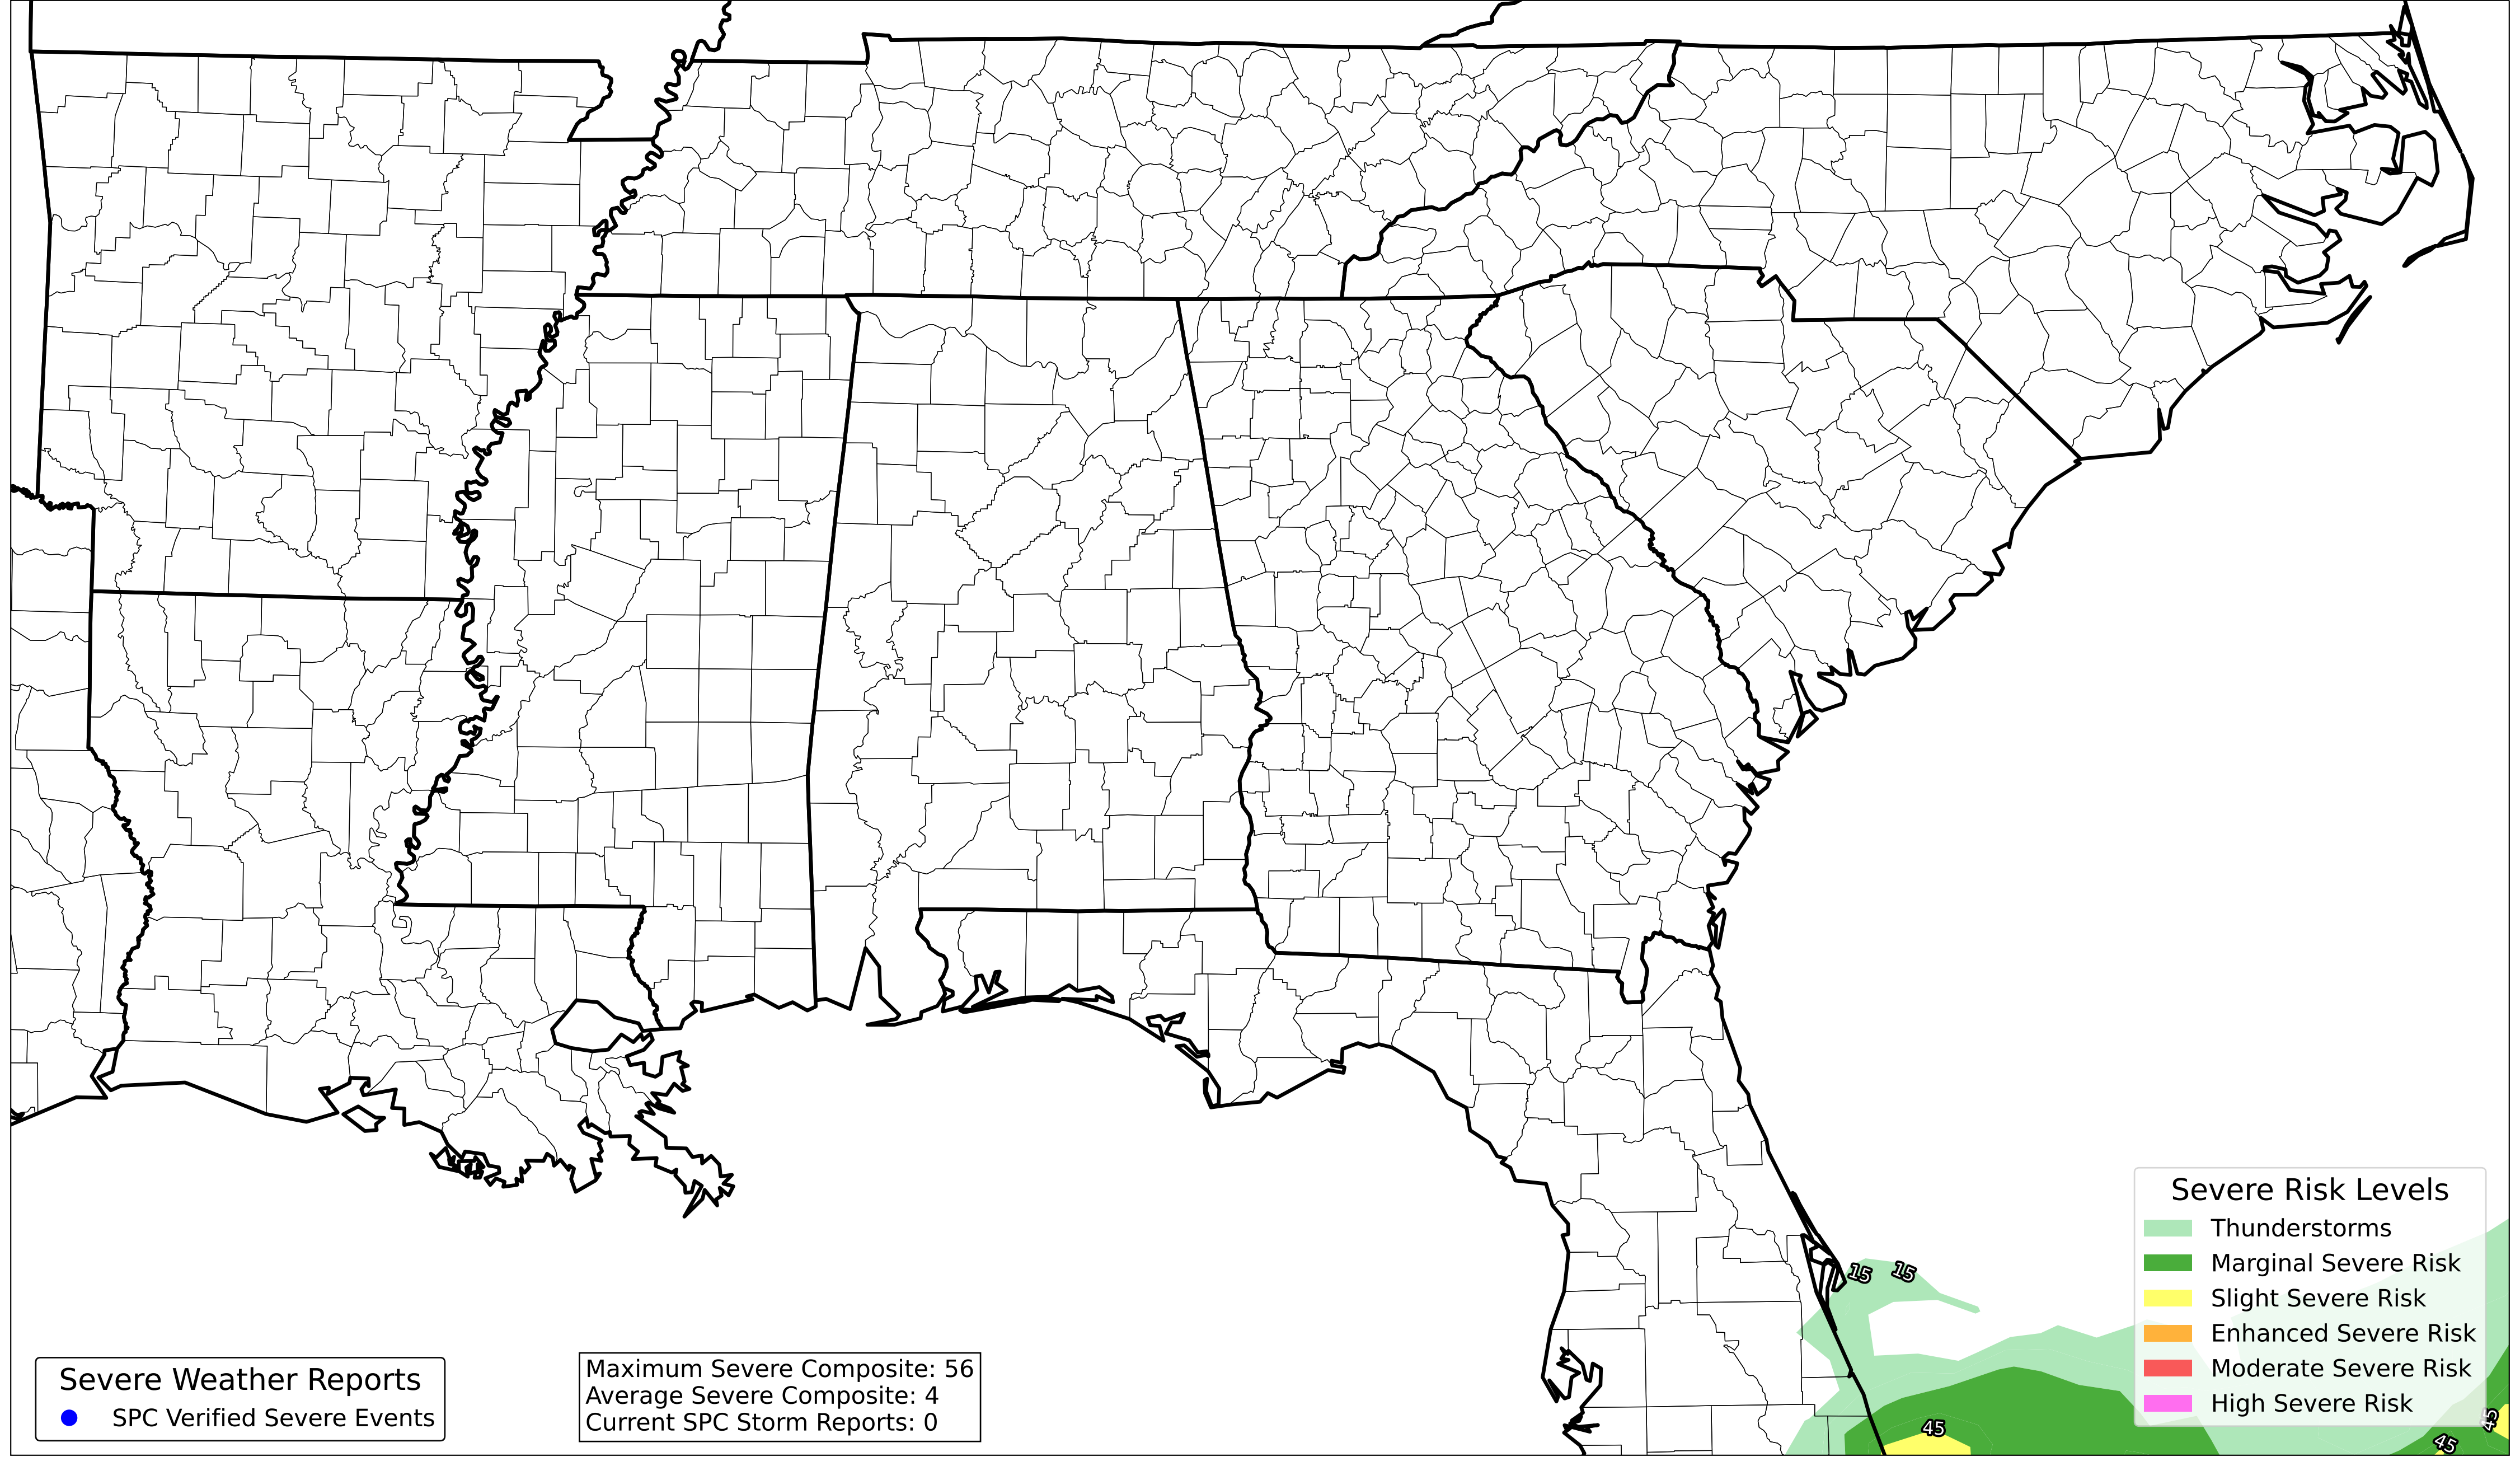 15 15
Severe Risk Levels
Thunderstorms
Marginal Severe Risk
Slight Severe Risk
Enhanced Severe Risk
Moderate Severe Risk
High Severe Risk
Severe Weather Reports
SPC Verified Severe Events
Maximum Severe Composite: 56
Average Severe Composite: 4
Current SPC Storm Reports: 0
45
45
45